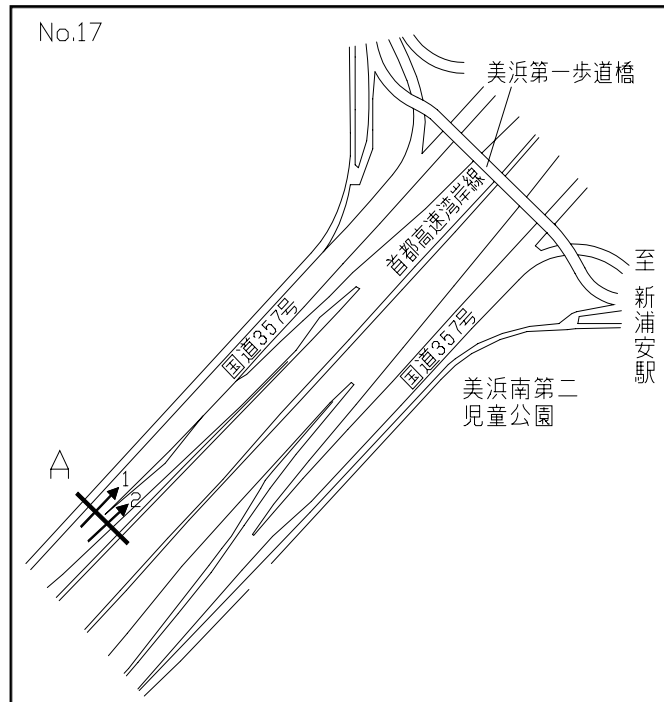 No.17
美浜第一歩道橋
首都高速湾岸線
至
新浦安駅
国道357号
国道357号
美浜南第二
児童公園
A
1
2